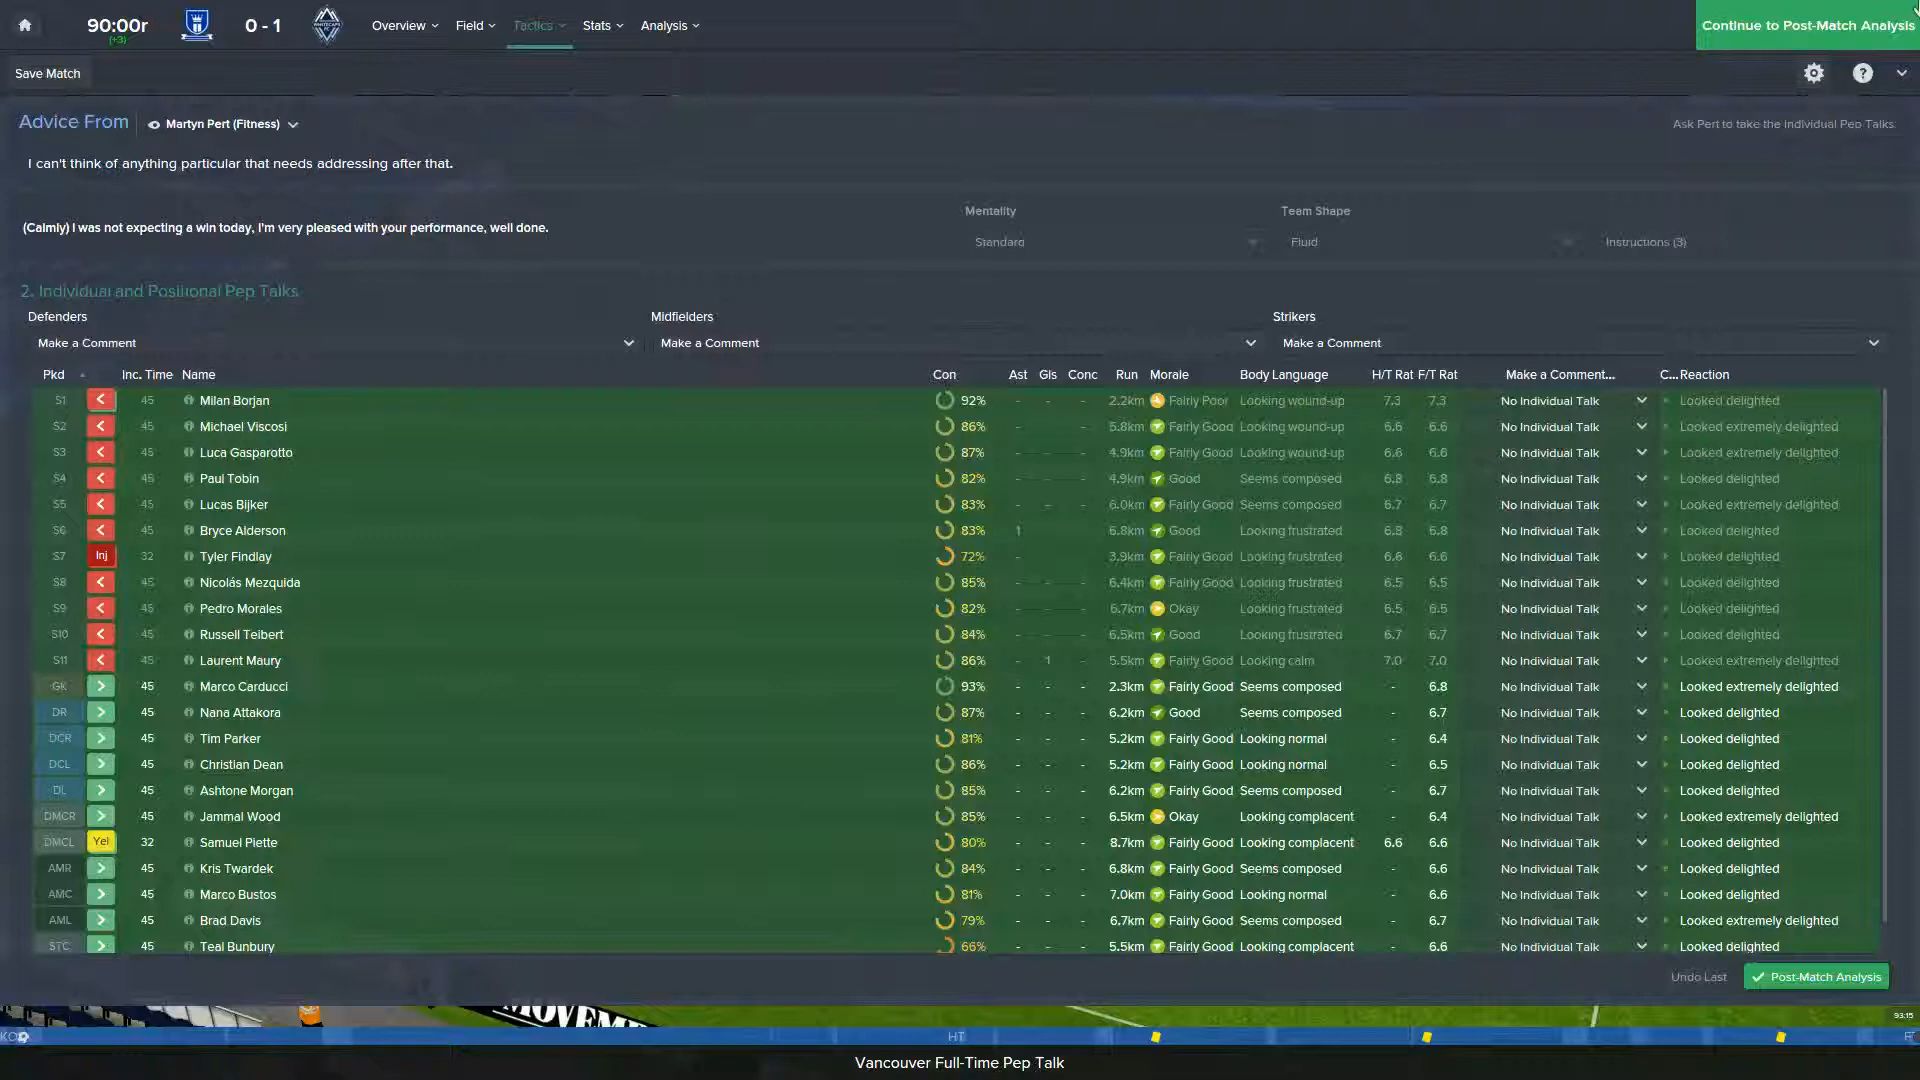 90:00r
(+3)
0 - 1
Overview
Field
Tactics
Stats
Analysis
Continue to Post-Match Analysis
WHITECAPS FC
Save Match
Advice From
Martyn Pert (Fitness)
Ask Pert to take the Individual Pep Talks.
I can't think of anything particular that needs addressing after that.
Mentality Team Shape
(Calmly) I was not expecting a win today, I'm very pleased with your performance, well done.
Standard Fluid Instructions (3)
2. Individual and Positional Pep Talks
Defenders Midfielders Strikers
Make a Comment Make a Comment Make a Comment
Pkd Inc. Time Name Con Ast Gls Conc Run Morale Body Language H/T Rat F/T Rat Make a Comment... C... Reaction
S1 < 45 Milan Borjan 92% - - - 2.2km Fairly Poor Looking wound-up 7.3 7.3 No Individual Talk Looked delighted
S2 < 45 Michael Viscosi 86% - - - 5.8km Fairly Good Looking wound-up 6.6 6.6 No Individual Talk Looked extremely delighted
S3 < 45 Luca Gasparotto 87% - - - 4.9km Fairly Good Looking wound-up 6.6 6.6 No Individual Talk Looked extremely delighted
S4 < 45 Paul Tobin 82% - - - 4.9km Good Seems composed 6.8 6.8 No Individual Talk Looked delighted
S5 < 45 Lucas Bijker 83% - - - 6.0km Fairly Good Seems composed 6.7 6.7 No Individual Talk Looked extremely delighted
S6 < 45 Bryce Alderson 83% 1 - - 6.8km Good Looking frustrated 6.8 6.8 No Individual Talk Looked delighted
S7 Inj 32 Tyler Findlay 72% - - - 3.9km Fairly Good Looking frustrated 6.6 6.6 No Individual Talk Looked delighted
S8 < 45 Nicolás Mezquida 85% - - - 6.4km Fairly Good Looking frustrated 6.5 6.5 No Individual Talk Looked delighted
S9 < 45 Pedro Morales 82% - - - 6.7km Okay Looking frustrated 6.5 6.5 No Individual Talk Looked delighted
S10 < 45 Russell Teibert 84% - - - 6.5km Good Looking frustrated 6.7 6.7 No Individual Talk Looked delighted
S11 < 45 Laurent Maury 86% - 1 - 5.5km Fairly Good Looking calm 7.0 7.0 No Individual Talk Looked extremely delighted
GK > 45 Marco Carducci 93% - - - 2.3km Fairly Good Seems composed - 6.8 No Individual Talk Looked extremely delighted
DR > 45 Nana Attakora 87% - - - 6.2km Good Seems composed - 6.7 No Individual Talk Looked delighted
DCR > 45 Tim Parker 81% - - - 5.2km Fairly Good Looking normal - 6.4 No Individual Talk Looked delighted
DCL > 45 Christian Dean 86% - - - 5.2km Fairly Good Looking normal - 6.5 No Individual Talk Looked delighted
DL > 45 Ashtone Morgan 85% - - - 6.2km Fairly Good Seems composed - 6.7 No Individual Talk Looked delighted
DMCR > 45 Jammal Wood 85% - - - 6.5km Okay Looking complacent - 6.4 No Individual Talk Looked extremely delighted
DMCL Yel 32 Samuel Piette 80% - - - 8.7km Fairly Good Looking complacent 6.6 6.6 No Individual Talk Looked delighted
AMR > 45 Kris Twardek 84% - - - 6.8km Fairly Good Seems composed - 6.6 No Individual Talk Looked delighted
AMC > 45 Marco Bustos 81% - - - 7.0km Fairly Good Looking normal - 6.6 No Individual Talk Looked delighted
AML > 45 Brad Davis 79% - - - 6.7km Fairly Good Seems composed - 6.7 No Individual Talk Looked extremely delighted
STC > 45 Teal Bunbury 66% - - - 5.5km Fairly Good Looking complacent - 6.6 No Individual Talk Looked delighted
Undo Last Post-Match Analysis
93:15
KO HT
Vancouver Full-Time Pep Talk